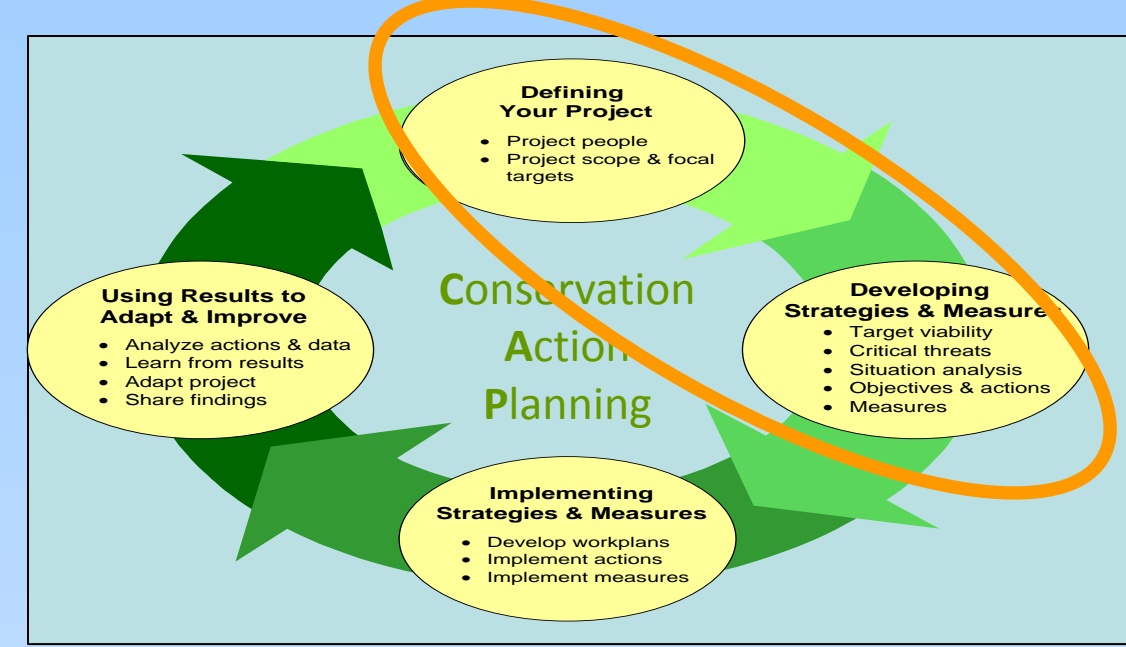 Defining
Your Project
• Project people
• Project scope & focal
targets
Conservation
Action
Planning
Developing
Strategies & Measures
• Target viability
• Critical threats
• Situation analysis
• Objectives & actions
• Measures
Implementing
Strategies & Measures
• Develop workplans
• Implement actions
• Implement measures
Using Results to
Adapt & Improve
• Analyze actions & data
• Learn from results
• Adapt project
• Share findings